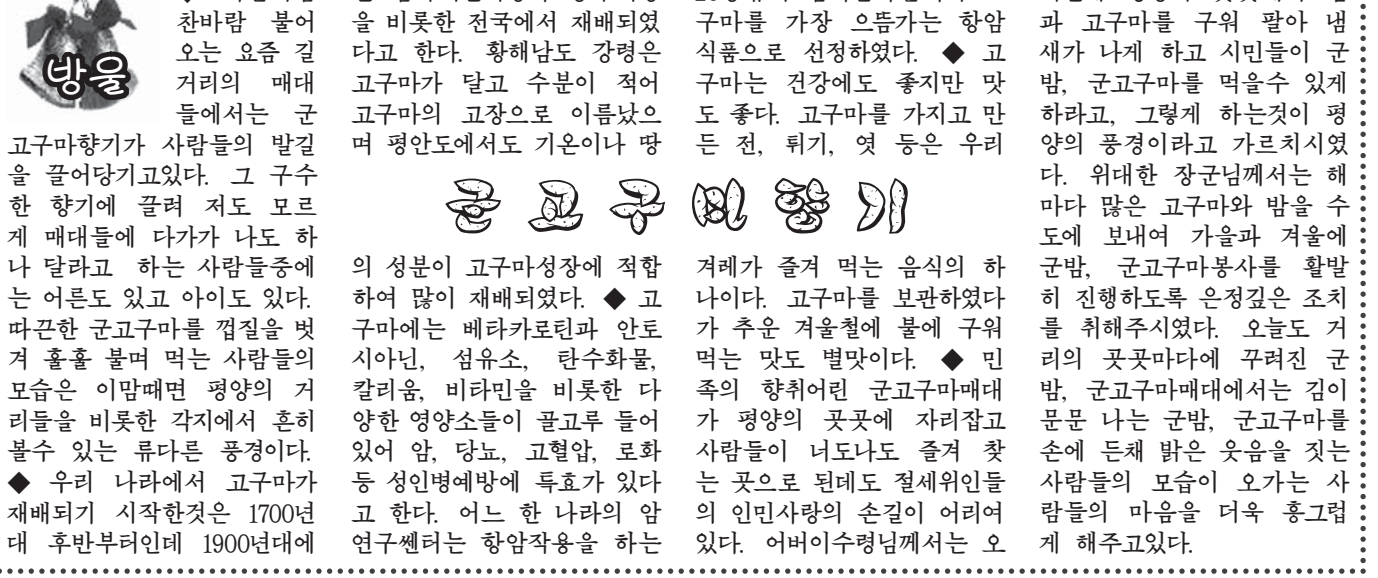 방울
찬바람 불어
오는 요즘 길
거리의 매대
들에서는 군
고구마향기가 사람들의 발길
을 끌어당기고있다. 그 구수
한 향기에 끌려 저도 모르
게 매대들에 다가가 나도 하
나 달라고 하는 사람들중에
는 어른도 있고 아이도 있다.
따끈한 군고구마를 껍질을 벗
겨 훌훌 불며 먹는 사람들의
모습은 이맘때면 평양의 거
리들을 비롯한 각지에서 흔히
볼수 있는 류다른 풍경이다.
◆ 우리 나라에서 고구마가
재배되기 시작한것은 1700년
대 후반부터인데 1900년대에
을 비롯한 전국에서 재배되였
다고 한다. 황해남도 강령은
고구마가 달고 수분이 적어
고구마의 고장으로 이름났으
며 평안도에서도 기온이나 땅
군고구마향기
의 성분이 고구마성장에 적합
하여 많이 재배되였다. ◆ 고
구마에는 베타카로틴과 안토
시아닌, 섬유소, 탄수화물,
칼리움, 비타민을 비롯한 다
양한 영양소들이 골고루 들어
있어 암, 당뇨, 고혈압, 로화
등 성인병예방에 특효가 있다
고 한다. 어느 한 나라의 암
연구쎈터는 항암작용을 하는
구마를 가장 으뜸가는 항암
식품으로 선정하였다. ◆ 고
구마는 건강에도 좋지만 맛
도 좋다. 고구마를 가지고 만
든 전, 튀기, 엿 등은 우리
겨레가 즐겨 먹는 음식의 하
나이다. 고구마를 보관하였다
가 추운 겨울철에 불에 구워
먹는 맛도 별맛이다. ◆ 민
족의 향취어린 군고구마매대
가 평양의 곳곳에 자리잡고
사람들이 너도나도 즐겨 찾
는 곳으로 된데도 절세위인들
의 인민사랑의 손길이 어리여
있다. 어버이수령님께서는 오
과 고구마를 구워 팔아 냄
새가 나게 하고 시민들이 군
밤, 군고구마를 먹을수 있게
하라고, 그렇게 하는것이 평
양의 풍경이라고 가르치시였
다. 위대한 장군님께서는 해
마다 많은 고구마와 밤을 수
도에 보내여 가을과 겨울에
군밤, 군고구마봉사를 활발
히 진행하도록 은정깊은 조치
를 취해주시였다. 오늘도 거
리의 곳곳마다에 꾸려진 군
밤, 군고구마매대에서는 김이
문문 나는 군밤, 군고구마를
손에 든채 밝은 웃음을 짓는
사람들의 모습이 오가는 사
람들의 마음을 더욱 흥그럽
게 해주고있다.